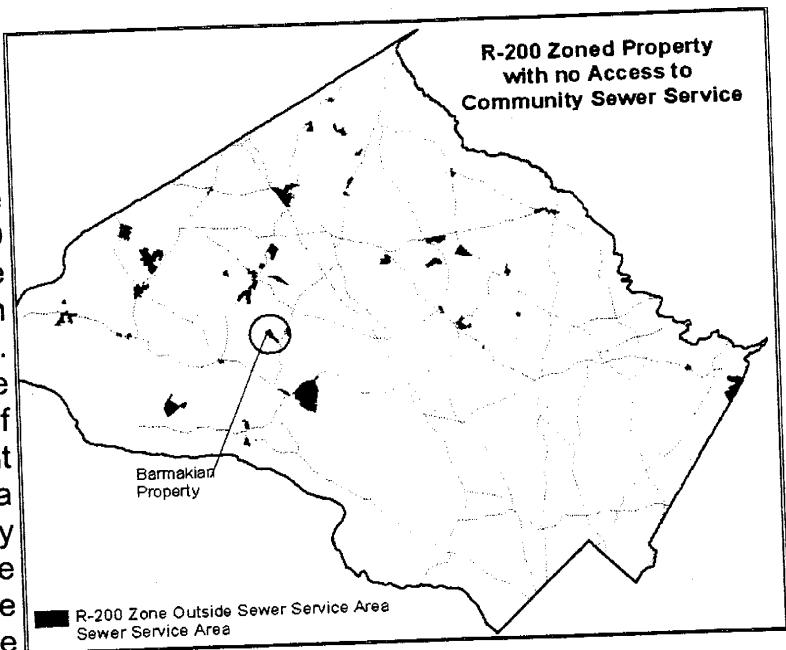 R-200 Zoned Property
with no Access to
Community Sewer Service
Barmakian
Property
R-200 Zone Outside Sewer Service Area
Sewer Service Area